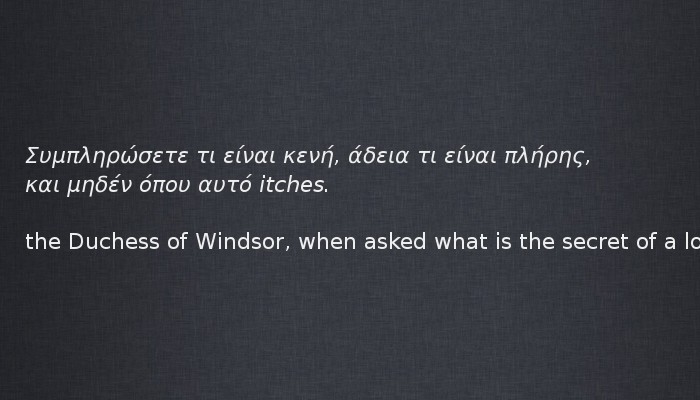 Συμπληρώσετε τι είναι κενή, άδεια τι είναι πλήρης,
και μηδέν όπου αυτό itches.
the Duchess of Windsor, when asked what is the secret of a lo